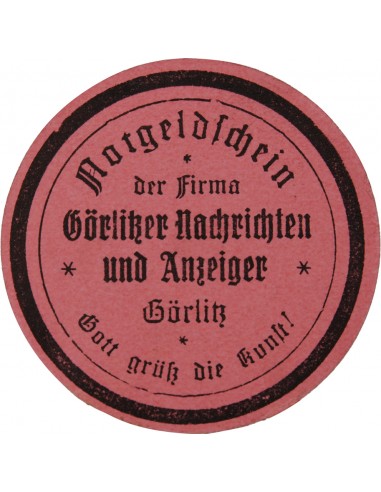 Notgeldschein
*
der Firma
Görlitzer Nachrichten
* und Anzeiger *
Görlitz
*
Gott grüß die Kunst!